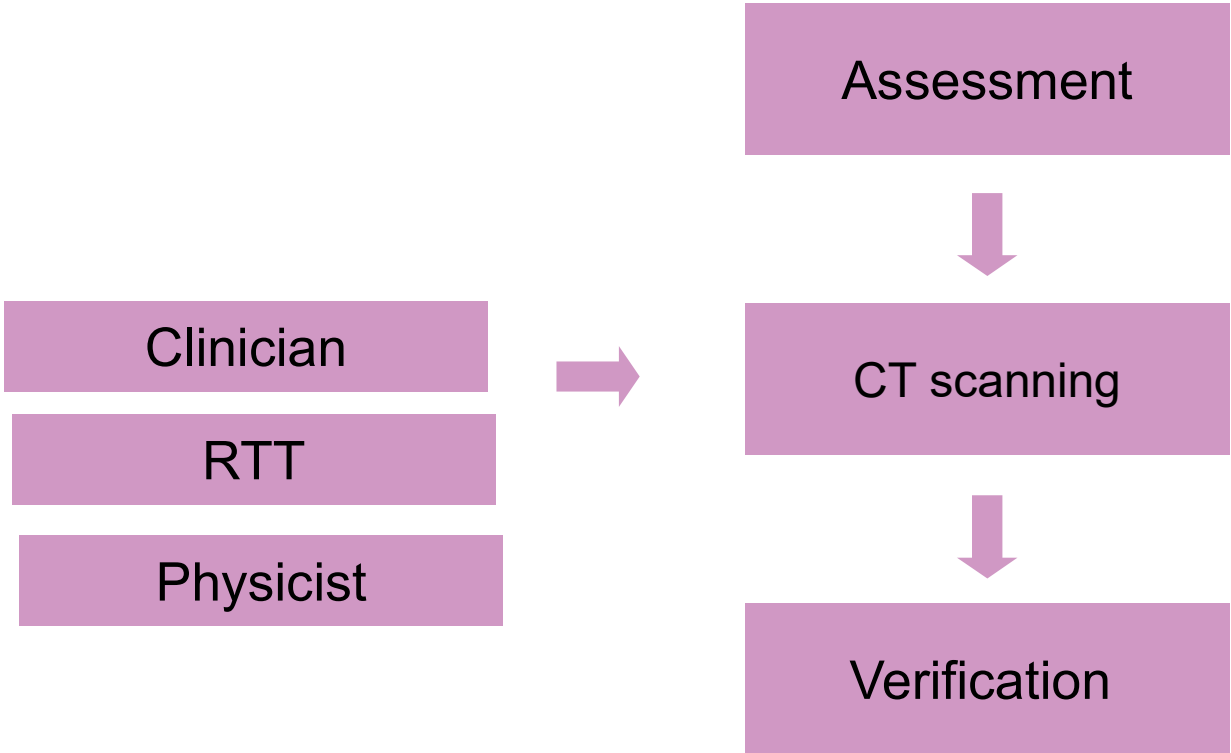 Assessment
Clinician
CT scanning
RTT
Physicist
Verification